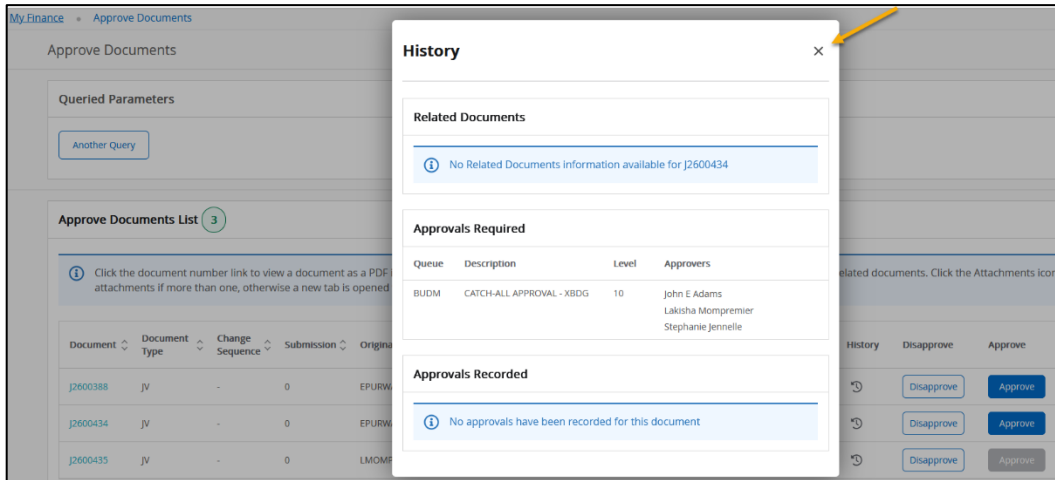 My Finance • Approve Documents
Approve Documents
Queried Parameters
Another Query
Approve Documents List 3
Click the document number link to view a document as a PDF
attachments if more than one, otherwise a new tab is opened
elated documents. Click the Attachments icon
Document Document Type Change Sequence Submission Origina
History Disapprove Approve
J2600388 JV - 0 EPURWA
Disapprove Approve
J2600434 JV - 0 EPURWA
Disapprove Approve
J2600435 JV - 0 LMOMP
Disapprove Approve
History
Related Documents
No Related Documents information available for J2600434
Approvals Required
Queue Description Level Approvers
BUDM CATCH-ALL APPROVAL - XBDG 10 John E Adams
Lakisha Mompremier
Stephanie Jennelle
Approvals Recorded
No approvals have been recorded for this document